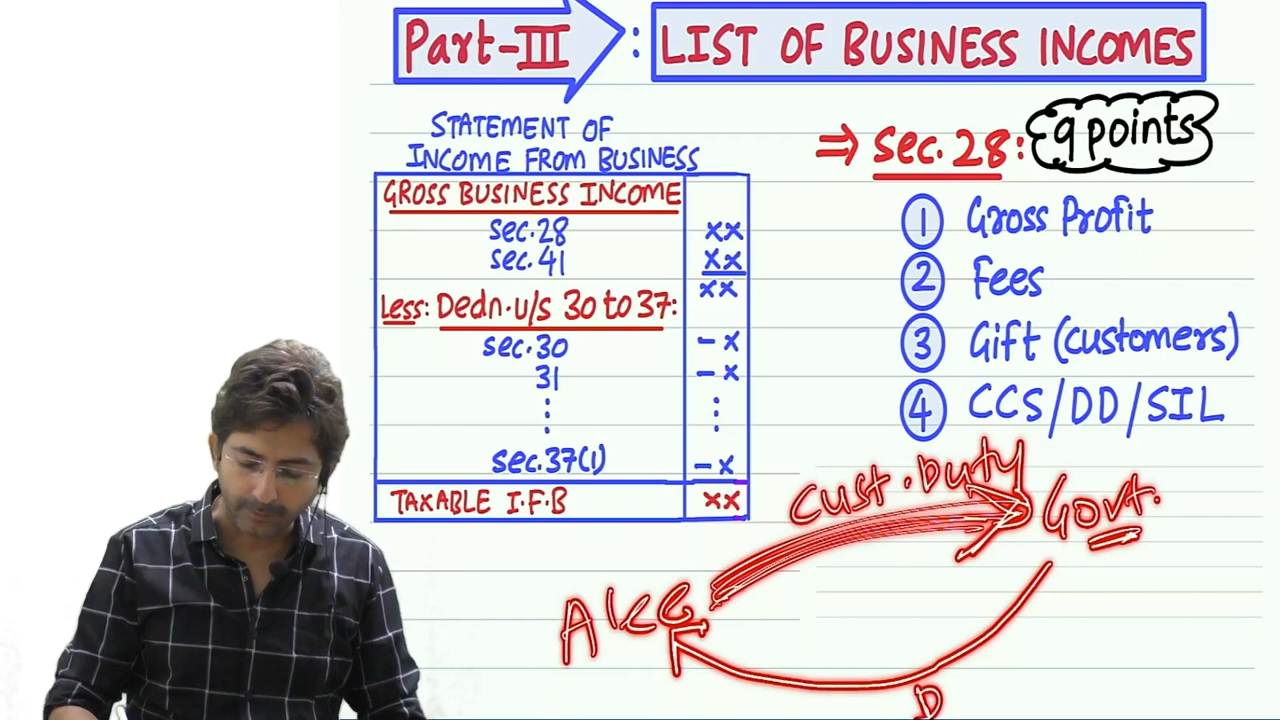 Part-III : LIST OF BUSINESS INCOMES
STATEMENT OF
INCOME FROM BUSINESS
GROSS BUSINESS INCOME
sec.28 xx
sec.41 xx
xx
Less: Dedn.u/s 30 to 37:
sec.30 -x
31 -x
sec.37(1) -x
TAXABLE I.F.B xx
⇒ sec.28: 9 points
1 Gross Profit
2 Fees
3 Gift (customers)
4 CCS/DD/SIL
Cust.Duty
Govt.
D